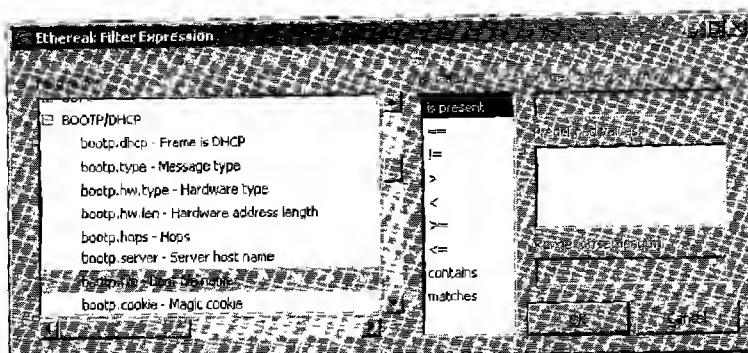 Ethereal: Filter Expression
BOOTP/DHCP
bootp.dhcp - Frame is DHCP
bootp.type - Message type
bootp.hw.type - Hardware type
bootp.hw.len - Hardware address length
bootp.hops - Hops
bootp.server - Server host name
bootp.cookie - Magic cookie
is present
==
!=
>
<
>=
<=
contains
matches
Cancel